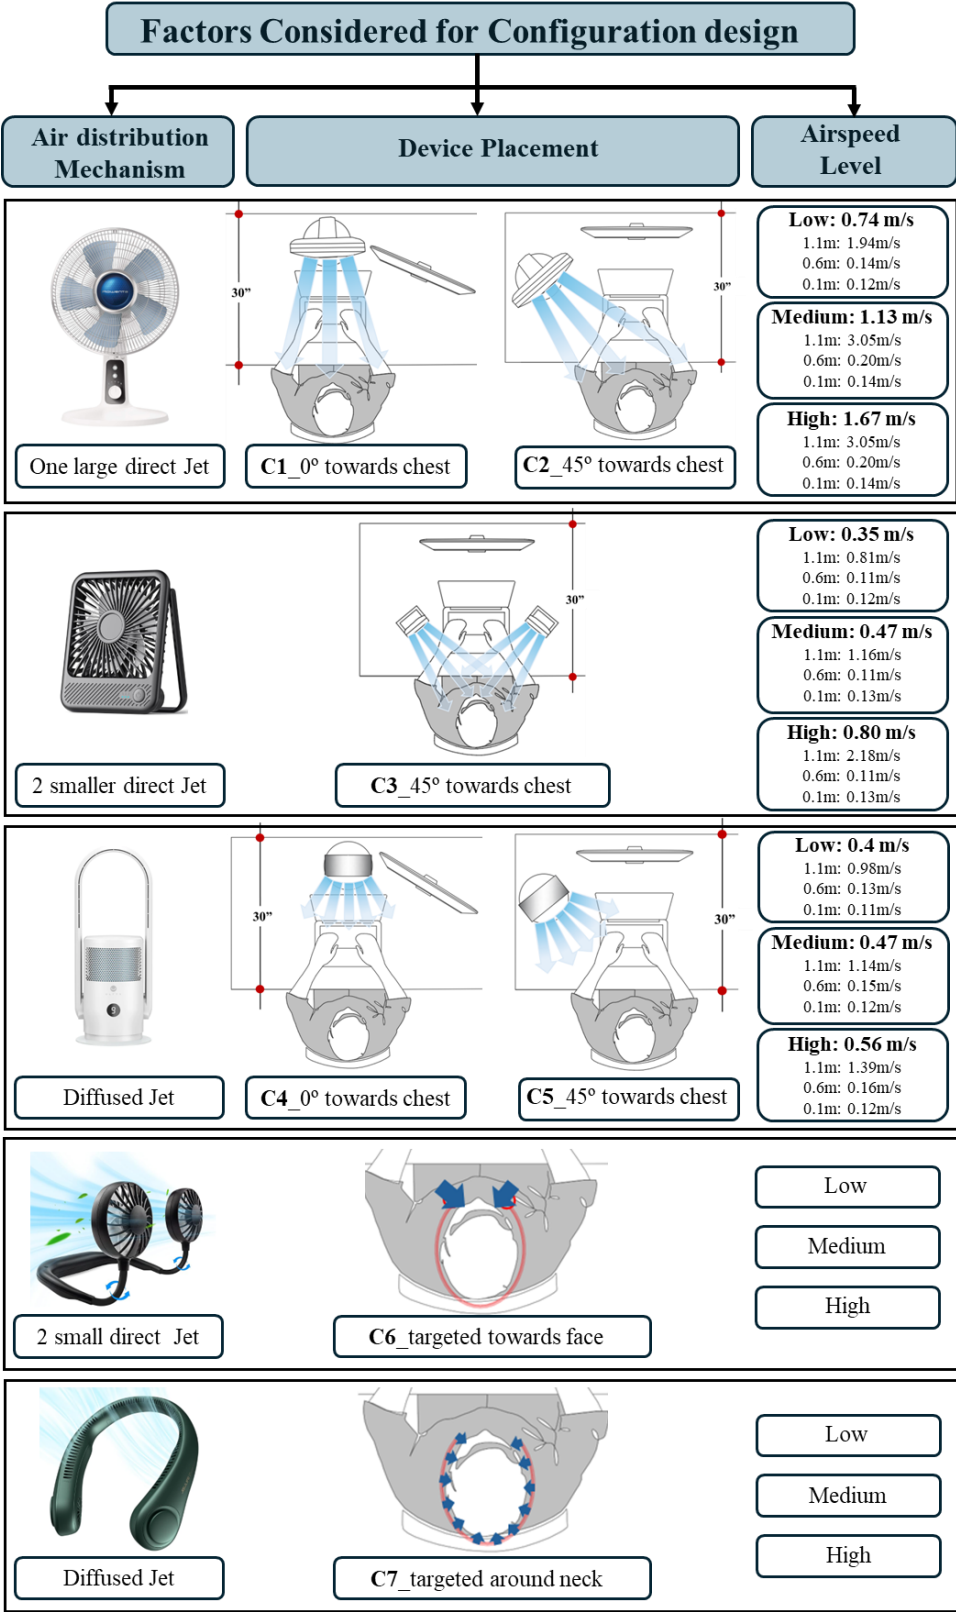 Factors Considered for Configuration design
Air distribution
Mechanism
Device Placement
Airspeed
Level
30”
30”
One large direct Jet
C1_0º towards chest
C2_45º towards chest
Low: 0.74 m/s
1.1m: 1.94m/s
0.6m: 0.14m/s
0.1m: 0.12m/s
Medium: 1.13 m/s
1.1m: 3.05m/s
0.6m: 0.20m/s
0.1m: 0.14m/s
High: 1.67 m/s
1.1m: 3.05m/s
0.6m: 0.20m/s
0.1m: 0.14m/s
30”
2 smaller direct Jet
C3_45º towards chest
Low: 0.35 m/s
1.1m: 0.81m/s
0.6m: 0.11m/s
0.1m: 0.12m/s
Medium: 0.47 m/s
1.1m: 1.16m/s
0.6m: 0.11m/s
0.1m: 0.13m/s
High: 0.80 m/s
1.1m: 2.18m/s
0.6m: 0.11m/s
0.1m: 0.13m/s
30”
30”
Diffused Jet
C4_0º towards chest
C5_45º towards chest
Low: 0.4 m/s
1.1m: 0.98m/s
0.6m: 0.13m/s
0.1m: 0.11m/s
Medium: 0.47 m/s
1.1m: 1.14m/s
0.6m: 0.15m/s
0.1m: 0.12m/s
High: 0.56 m/s
1.1m: 1.39m/s
0.6m: 0.16m/s
0.1m: 0.12m/s
2 small direct Jet
C6_targeted towards face
Low
Medium
High
Diffused Jet
C7_targeted around neck
Low
Medium
High